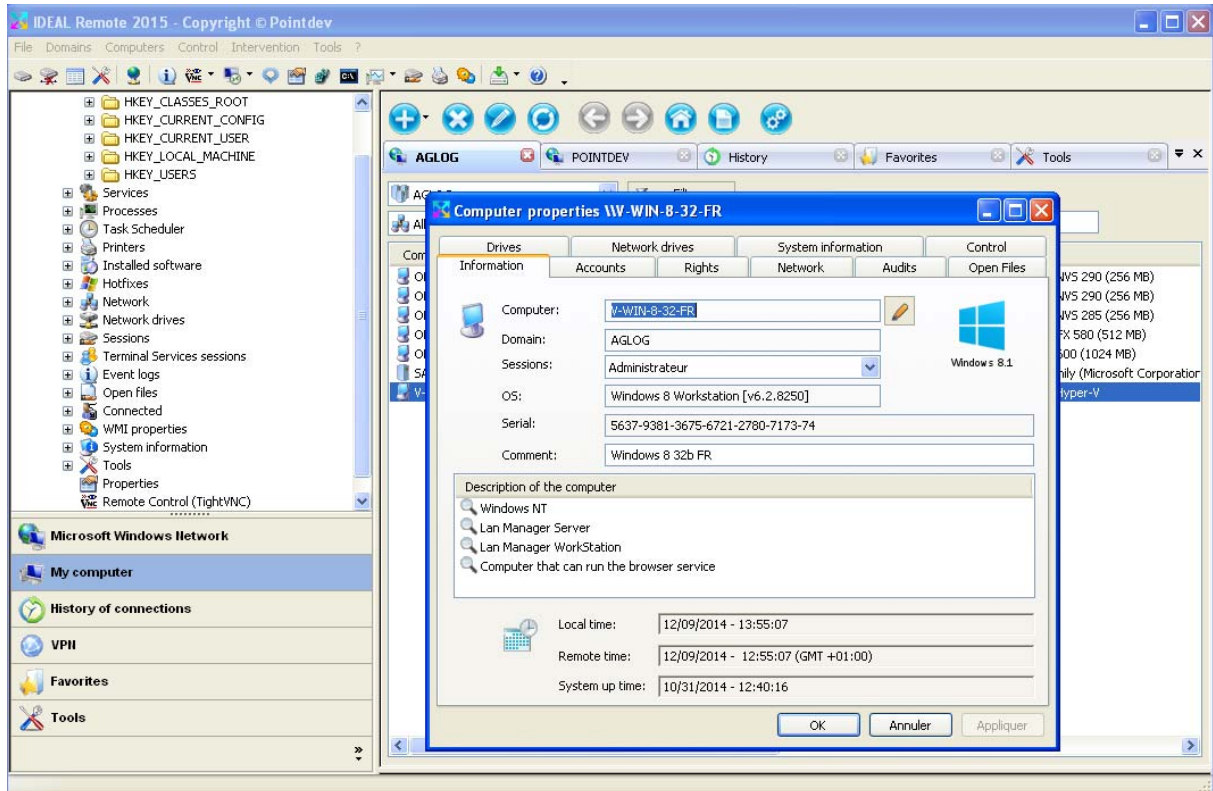 IDEAL Remote 2015 - Copyright © Pointdev
File Domains Computers Control Intervention Tools ?
HKEY_CLASSES_ROOT
HKEY_CURRENT_CONFIG
HKEY_CURRENT_USER
HKEY_LOCAL_MACHINE
HKEY_USERS
Services
Processes
Task Scheduler
Printers
Installed software
Hotfixes
Network
Network drives
Sessions
Terminal Services sessions
Event logs
Open files
Connected
WMI properties
System information
Tools
Properties
Remote Control (TightVNC)
Microsoft Windows Network
My computer
History of connections
VPN
Favorites
Tools
AGLOG POINTDEV History Favorites Tools
Computer properties \\V-WIN-8-32-FR
Drives Network drives System information Control
Information Accounts Rights Network Audits Open Files
Computer: V-WIN-8-32-FR
Domain: AGLOG
Windows 8.1
Sessions: Administrateur
OS: Windows 8 Workstation [v6.2.8250]
Serial: 5637-9381-3675-6721-2780-7173-74
Comment: Windows 8 32b FR
Description of the computer
Windows NT
Lan Manager Server
Lan Manager WorkStation
Computer that can run the browser service
Local time: 12/09/2014 - 13:55:07
Remote time: 12/09/2014 - 12:55:07 (GMT +01:00)
System up time: 10/31/2014 - 12:40:16
OK Annuler Appliquer
NVS 290 (256 MB)
NVS 290 (256 MB)
NVS 285 (256 MB)
FX 580 (512 MB)
(1024 MB)
(Microsoft Corporation
Hyper-V